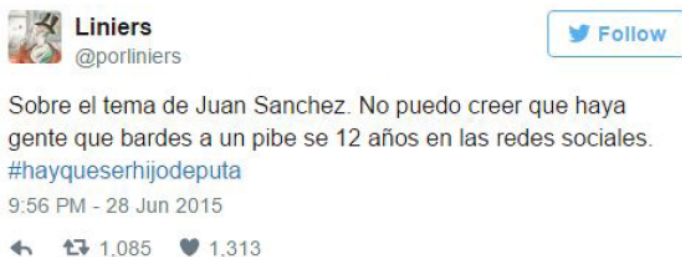 Liniers
@porliniers
Follow
Sobre el tema de Juan Sanchez. No puedo creer que haya
gente que bardes a un pibe se 12 años en las redes sociales.
#hayqueserhijodeputa
9:56 PM - 28 Jun 2015
1,085 1,313